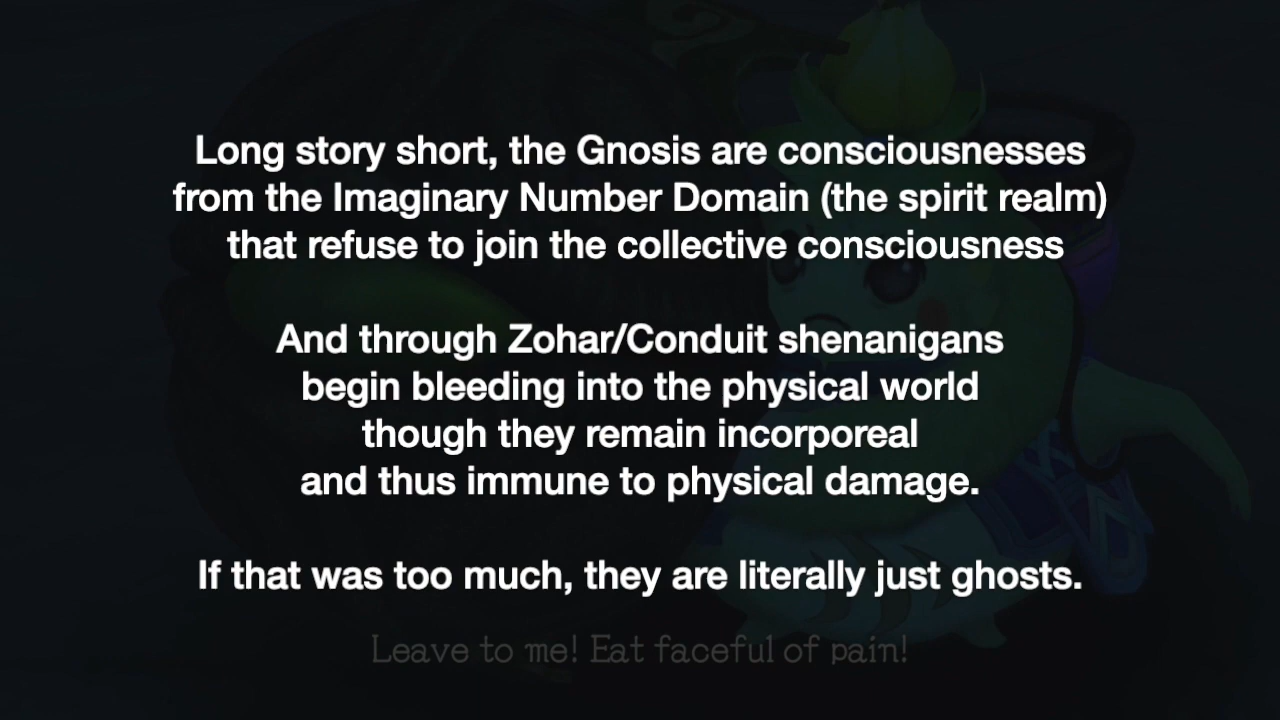 Long story short, the Gnosis are consciousnesses
from the Imaginary Number Domain (the spirit realm)
that refuse to join the collective consciousness
And through Zohar/Conduit shenanigans
begin bleeding into the physical world
though they remain incorporeal
and thus immune to physical damage.
If that was too much, they are literally just ghosts.
Leave to me! Eat faceful of pain!